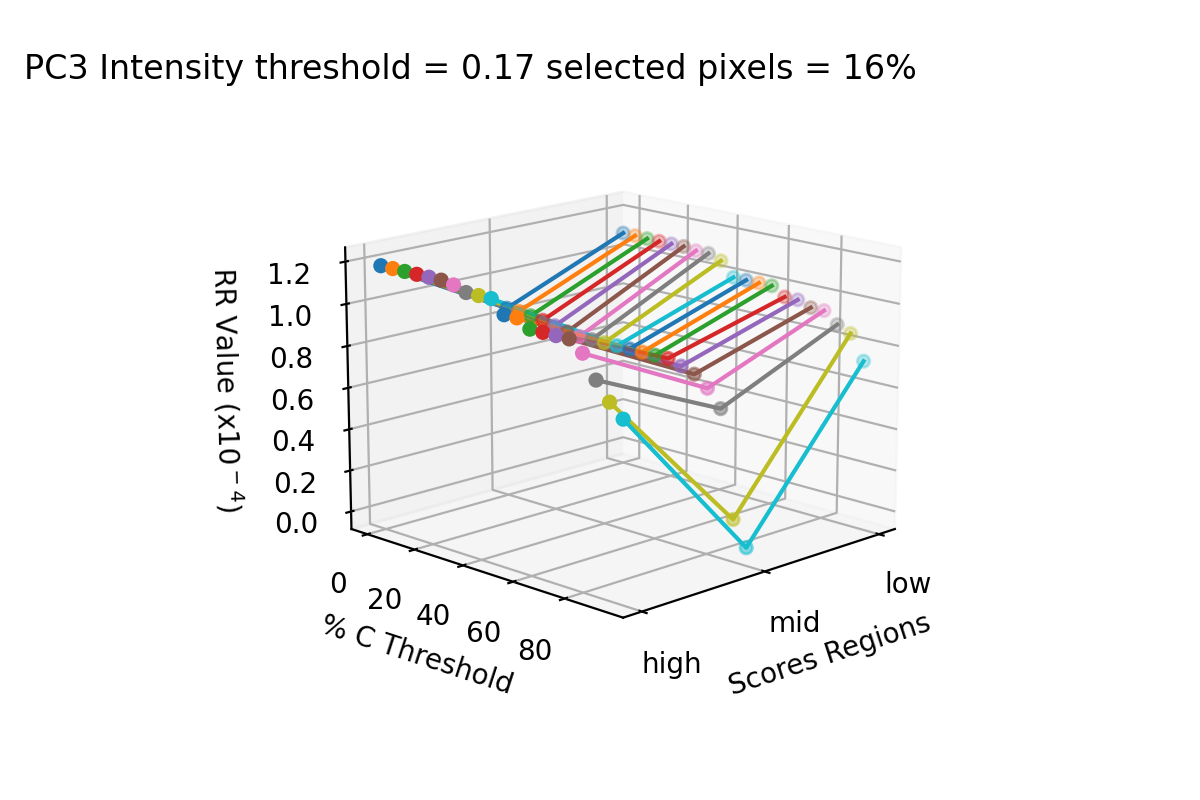 PC3 Intensity threshold = 0.17 selected pixels = 16%
1.2
1.0
0.8
0.6
0.4
0.2
0.0
RR Value (x10⁻⁴)
0
20
40
60
80
% C Threshold
high
mid
low
Scores Regions